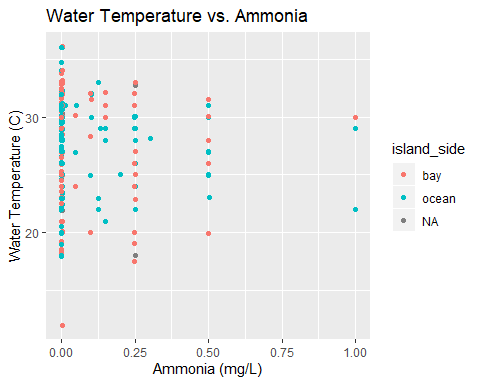 Water Temperature vs. Ammonia
Water Temperature (C)
30
20
0.00
0.25
0.50
0.75
1.00
Ammonia (mg/L)
island_side
bay
ocean
NA